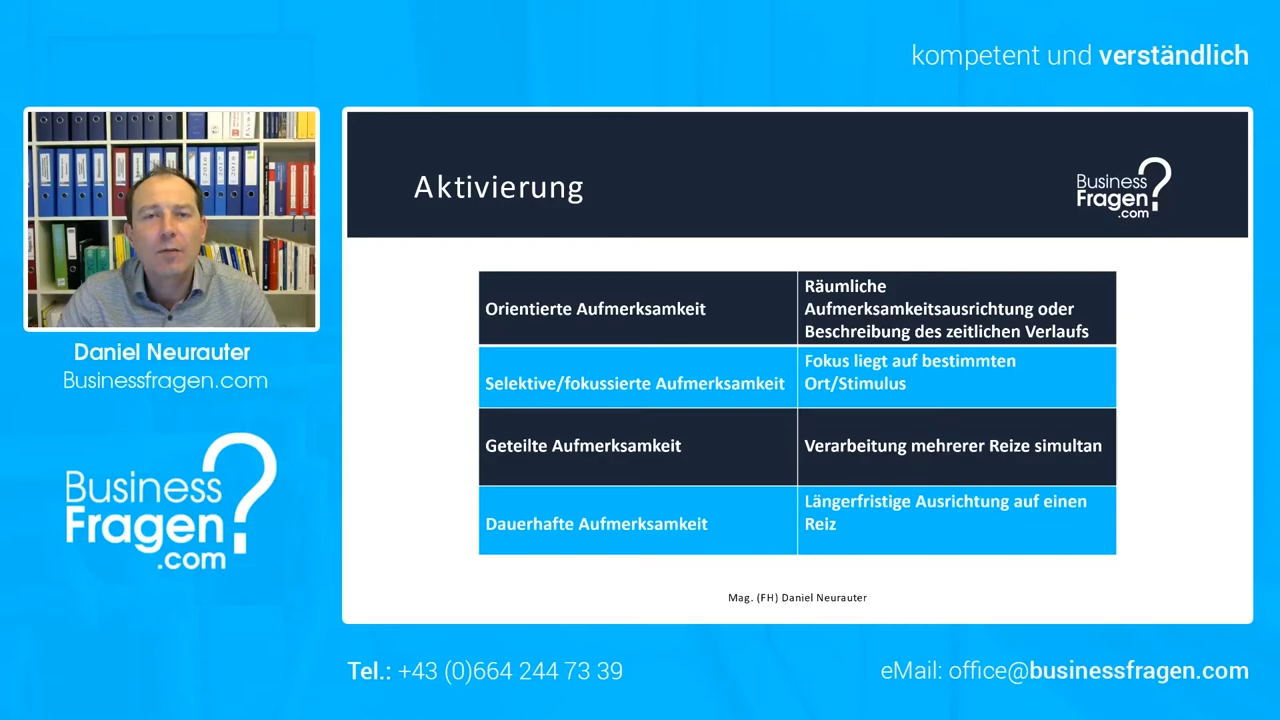 kompetent und verständlich
Aktivierung
Business
Fragen
.com
Daniel Neurauter
Businessfragen.com
Business
Fragen
.com
Orientierte Aufmerksamkeit
Räumliche
Aufmerksamkeitsausrichtung oder
Beschreibung des zeitlichen Verlaufs
Selektive/fokussierte Aufmerksamkeit
Fokus liegt auf bestimmten
Ort/Stimulus
Geteilte Aufmerksamkeit
Verarbeitung mehrerer Reize simultan
Dauerhafte Aufmerksamkeit
Längerfristige Ausrichtung auf einen
Reiz
Mag. (FH) Daniel Neurauter
Tel.: +43 (0)664 244 73 39
eMail: office@businessfragen.com